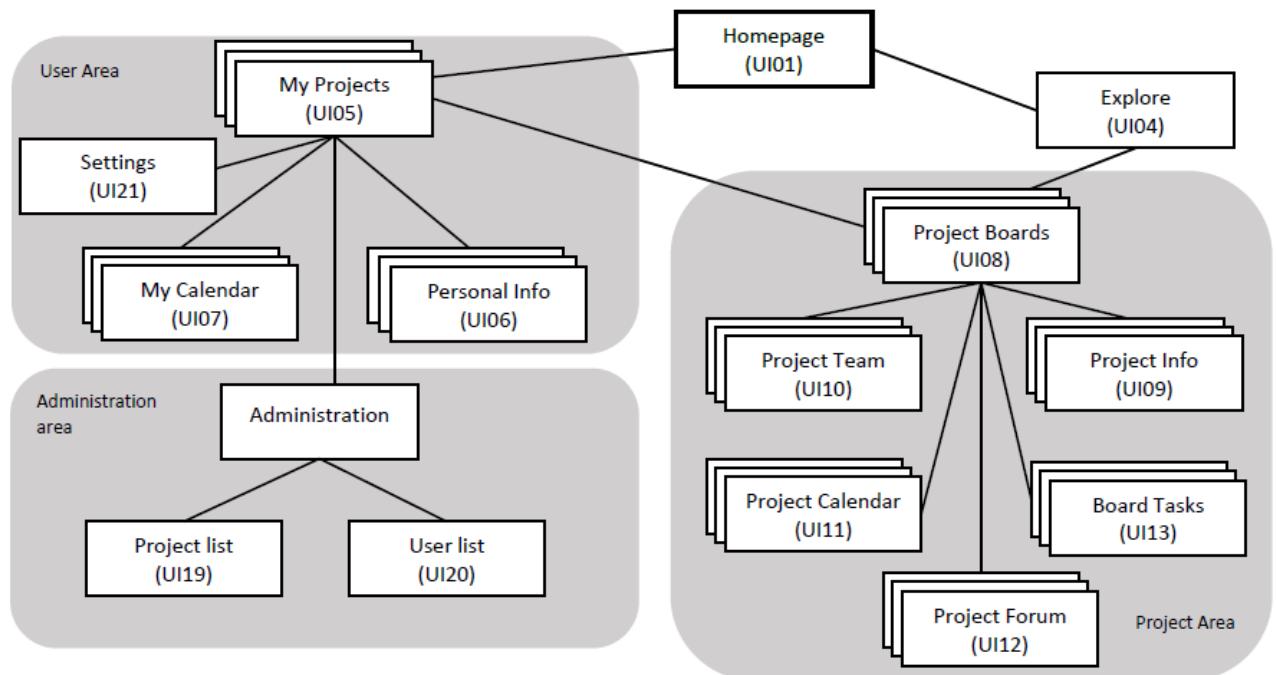 Homepage
(UI01)
User Area
My Projects
(UI05)
Explore
(UI04)
Settings
(UI21)
Project Boards
(UI08)
My Calendar
(UI07)
Personal Info
(UI06)
Project Team
(UI10)
Project Info
(UI09)
Administration
area
Administration
Project Calendar
(UI11)
Board Tasks
(UI13)
Project list
(UI19)
User list
(UI20)
Project Forum
(UI12)
Project Area